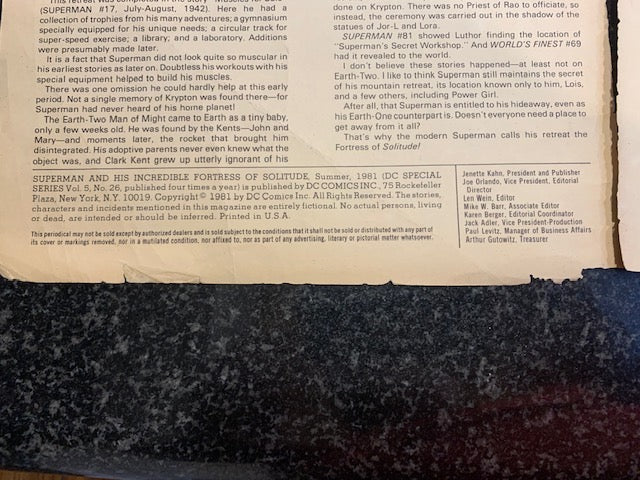 (SUPERMAN #17, July-August, 1942). Here he had a
collection of trophies from his many adventures; a gymnasium
specially equipped for his unique needs; a circular track for
super-speed exercise; a library; and a laboratory. Additions
were presumably made later.
It is a fact that Superman did not look quite so muscular in
his earliest stories as later on. Doubtless his workouts with his
special equipment helped to build his muscles.
There was one omission he could hardly help at this early
period. Not a single memory of Krypton was found there—for
Superman had never heard of his home planet!
The Earth-Two Man of Might came to Earth as a tiny baby,
only a few weeks old. He was found by the Kents—John and
Mary—and moments later, the rocket that brought him
disintegrated. His adoptive parents never even knew what the
object was, and Clark Kent grew up utterly ignorant of his
done on Krypton. There was no Priest of Rao to officiate, so
instead, the ceremony was carried out in the shadow of the
statues of Jor-L and Lora.
SUPERMAN #81 showed Luthor finding the location of
"Superman's Secret Workshop." And WORLD'S FINEST #69
had it revealed to the world.
I don't believe these stories happened—at least not on
Earth-Two. I like to think Superman still maintains the secret
of his mountain retreat, its location known only to him, Lois,
and a few others, including Power Girl.
After all, that Superman is entitled to his hideaway, even as
his Earth-One counterpart is. Doesn't everyone need a place to
get away from it all?
That's why the modern Superman calls his retreat the
Fortress of Solitude!
SUPERMAN AND HIS INCREDIBLE FORTRESS OF SOLITUDE, Summer, 1981 (DC SPECIAL
SERIES Vol. 5, No. 26, published four times a year) is published by DC COMICS INC., 75 Rockefeller
Plaza, New York, N.Y. 10019. Copyright © 1981 by DC Comics Inc. All Rights Reserved. The stories,
characters and incidents mentioned in this magazine are entirely fictional. No actual persons, living
or dead, are intended or should be inferred. Printed in U.S.A.
This periodical may not be sold except by authorized dealers and is sold subject to the conditions that it shall not be sold or distributed with any part of
its cover or markings removed, nor in a mutilated condition, nor affixed to, nor as part of any advertising, literary or pictorial matter whatsoever.
Jenette Kahn, President and Publisher
Joe Orlando, Vice President, Editorial
Director
Len Wein, Editor
Mike W. Barr, Associate Editor
Karen Berger, Editorial Coordinator
Jack Adler, Vice President-Production
Paul Levitz, Manager of Business Affairs
Arthur Gutowitz, Treasurer